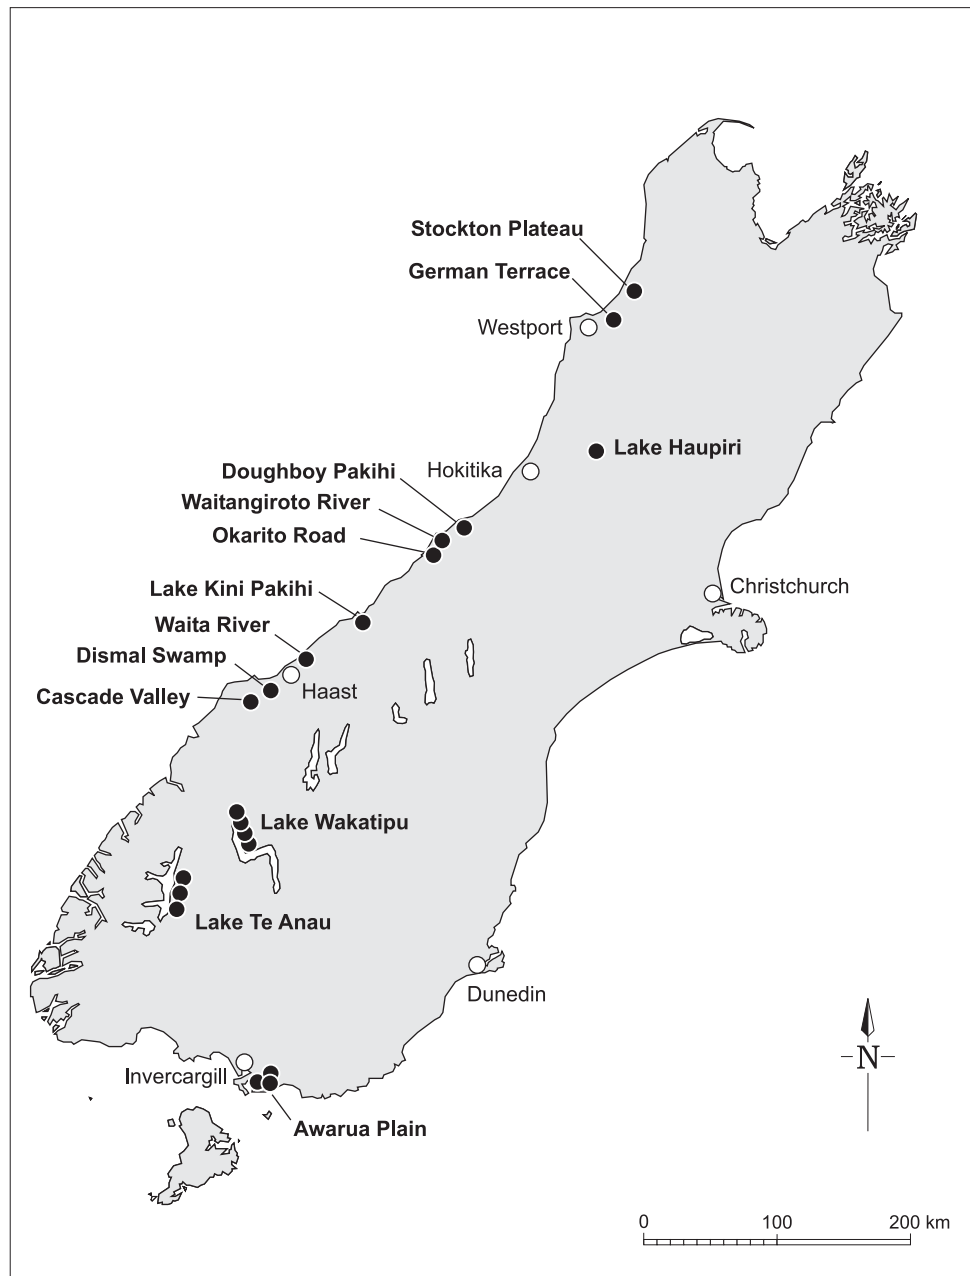 Stockton Plateau
German Terrace
Westport
Lake Haupiri
Doughboy Pakihi
Hokitika
Waitangiroto River
Okarito Road
Lake Kini Pakihi
Christchurch
Waita River
Dismal Swamp
Haast
Cascade Valley
Lake Wakatipu
Lake Te Anau
Dunedin
N
Invercargill
Awarua Plain
0 100 200 km